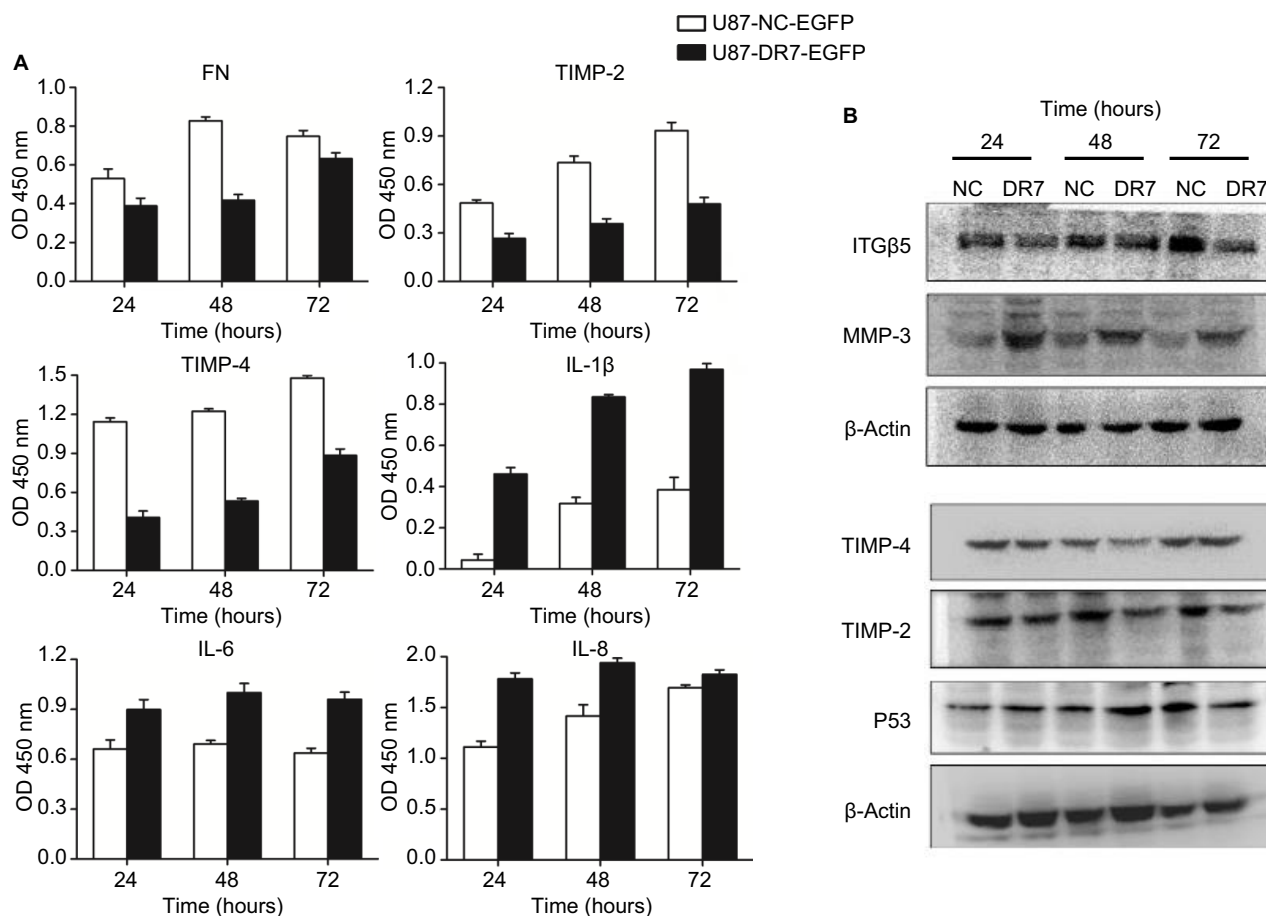 U87-NC-EGFP
U87-DR7-EGFP
A
FN
OD 450 nm
1.0
0.8
0.6
0.4
0.2
0.0
24 48 72
Time (hours)
TIMP-2
OD 450 nm
1.2
0.9
0.6
0.3
0.0
24 48 72
Time (hours)
TIMP-4
OD 450 nm
1.5
1.2
0.9
1.5
0.3
0.0
24 48 72
Time (hours)
IL-1β
OD 450 nm
1.0
0.8
0.6
0.4
0.2
0.0
24 48 72
Time (hours)
IL-6
OD 450 nm
1.2
0.9
0.6
0.3
0.0
24 48 72
Time (hours)
IL-8
OD 450 nm
2.0
1.5
1.0
0.5
0.0
24 48 72
Time (hours)
B
Time (hours)
24 48 72
NC DR7 NC DR7 NC DR7
ITGβ5
MMP-3
β-Actin
TIMP-4
TIMP-2
P53
β-Actin